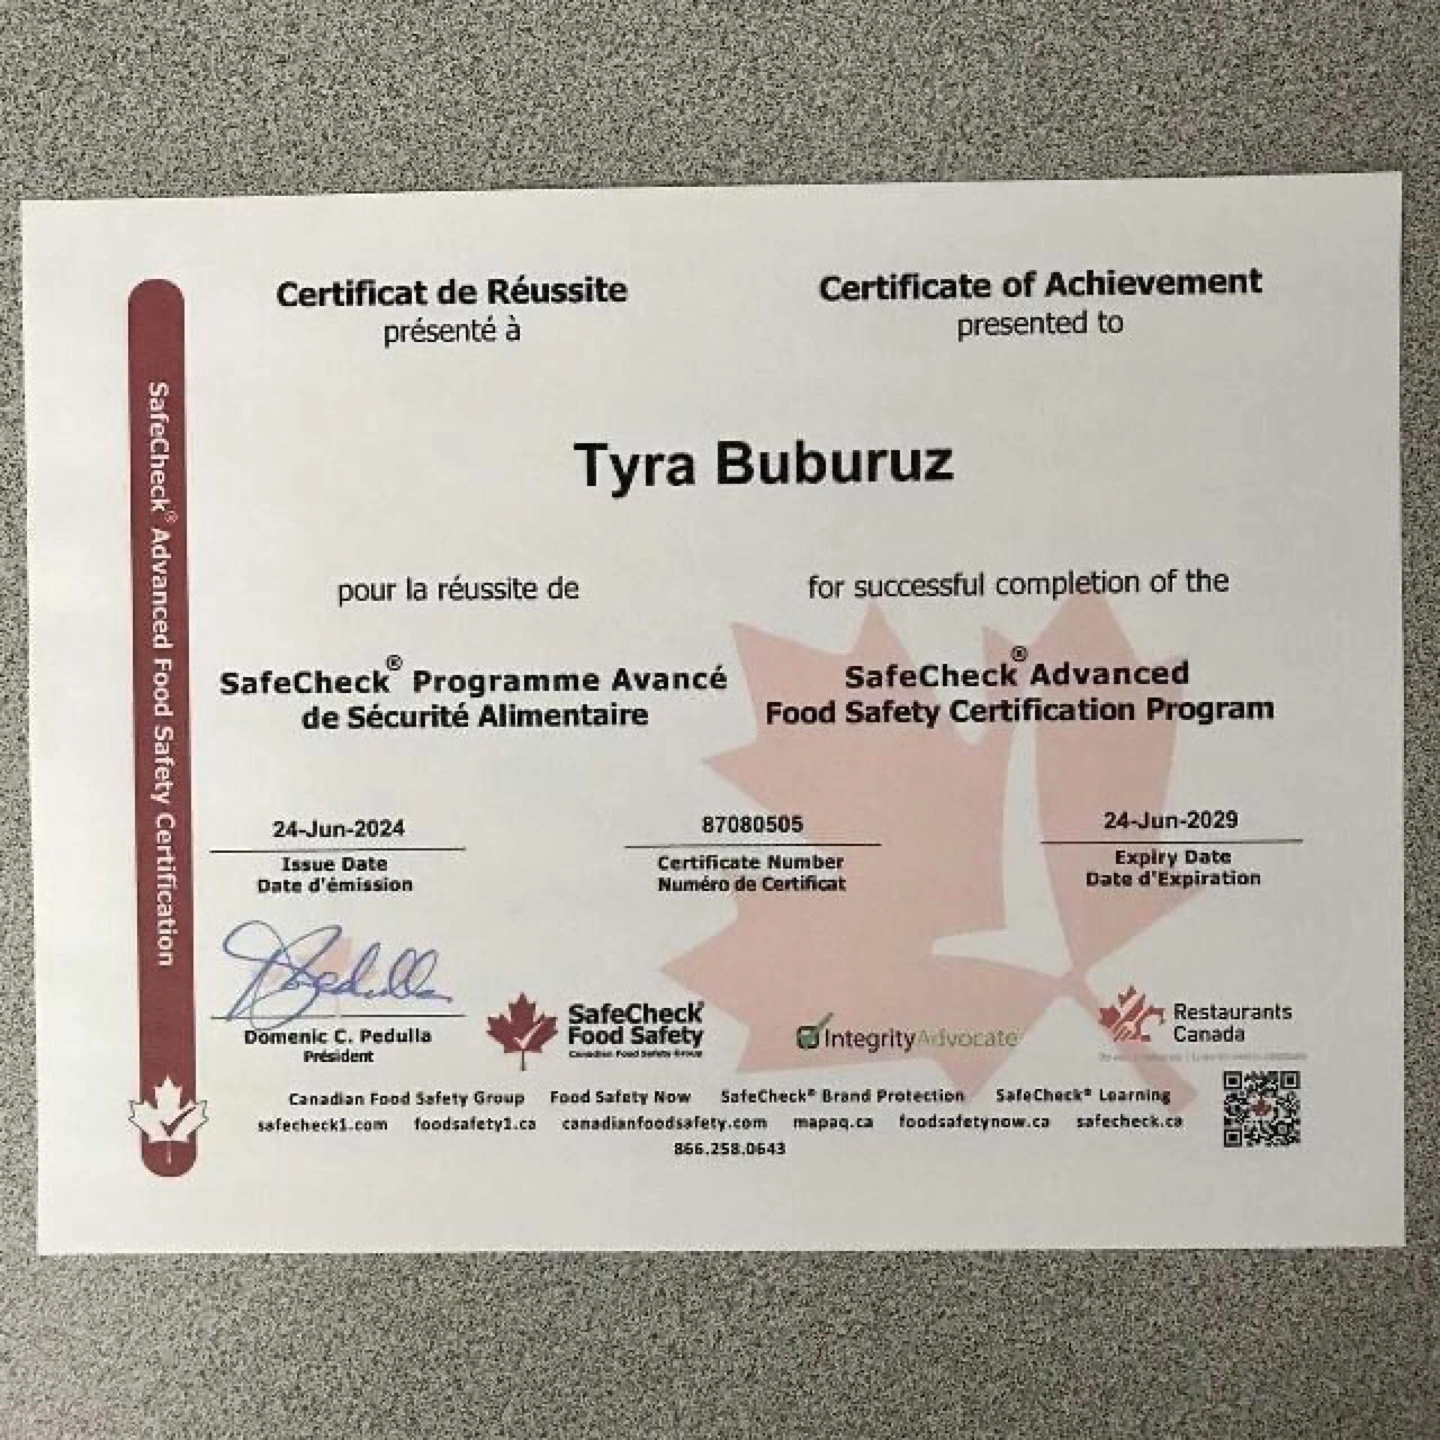 Certificat de Réussite
présenté à
Certificate of Achievement
presented to
Tyra Buburuz
pour la réussite de
for successful completion of the
SafeCheck® Programme Avancé
de Sécurité Alimentaire
SafeCheck® Advanced
Food Safety Certification Program
24-Jun-2024
Issue Date
Date d'émission
87080505
Certificate Number
Numéro de Certificat
24-Jun-2029
Expiry Date
Date d'Expiration
Domenic C. Pedulla
Président
SafeCheck®
Food Safety
Canadian Food Safety Group
IntegrityAdvocate
Restaurants
Canada
Canadian Food Safety Group Food Safety Now SafeCheck® Brand Protection SafeCheck® Learning
safecheck1.com foodsafety1.ca canadianfoodsafety.com mapaq.ca foodsafetynow.ca safecheck.ca
866.258.0643
SafeCheck® Advanced Food Safety Certification